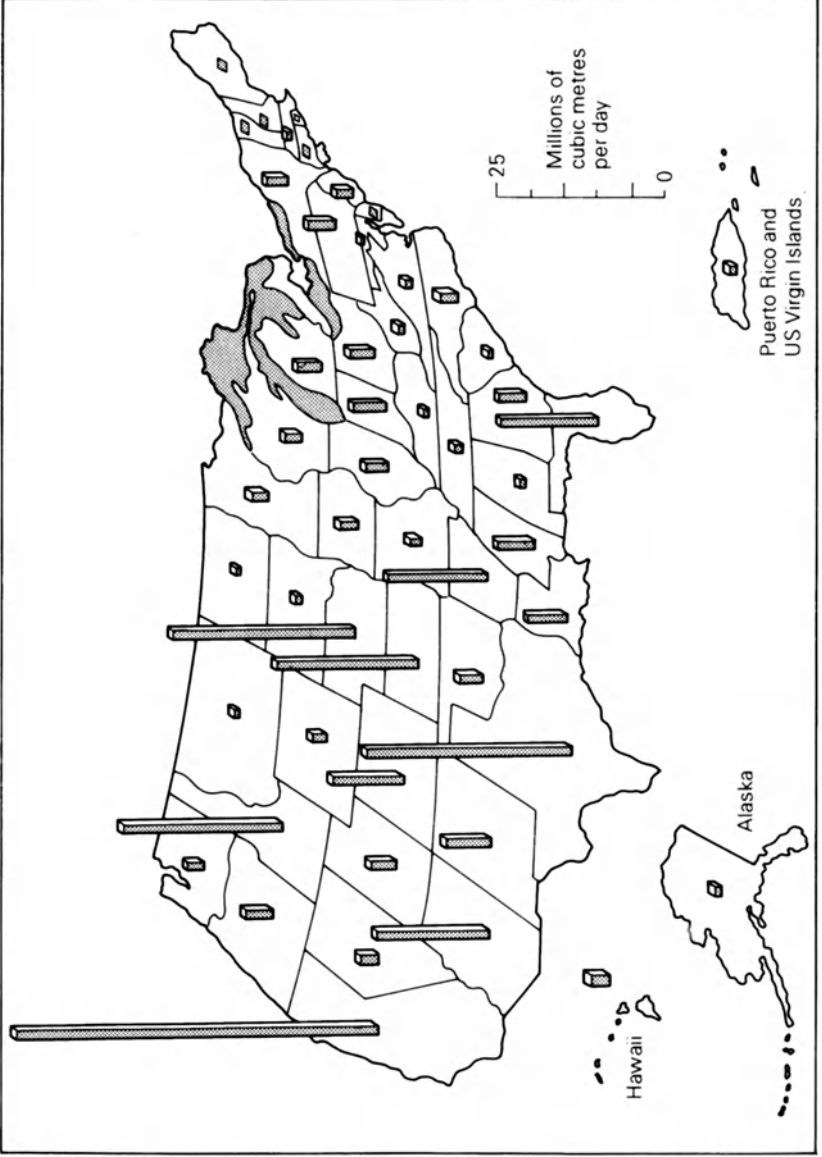 25
Millions of
cubic metres
per day
0
Puerto Rico and
US Virgin Islands
Alaska
Hawaii